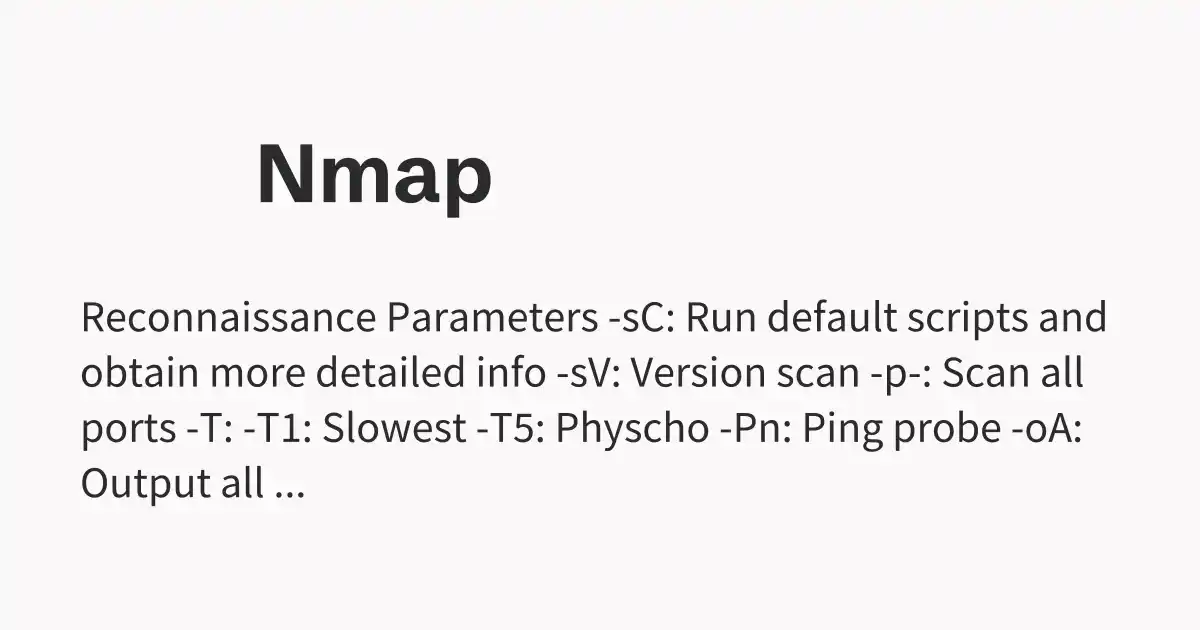 Nmap
Reconnaissance Parameters -sC: Run default scripts and
obtain more detailed info -sV: Version scan -p-: Scan all
ports -T: -T1: Slowest -T5: Physcho -Pn: Ping probe -oA:
Output all ...